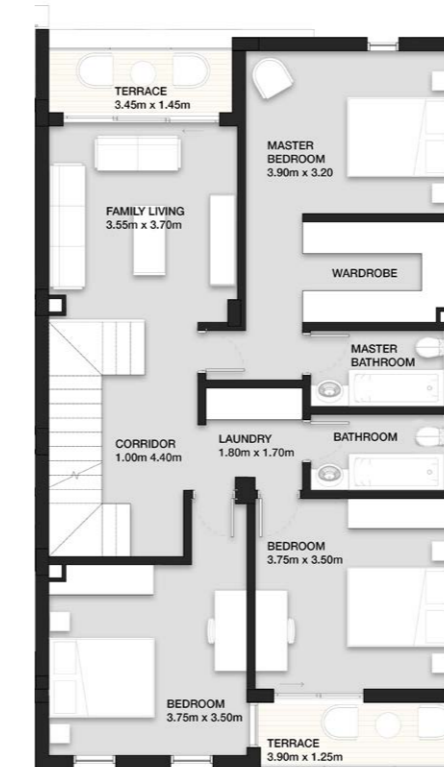 TERRACE
3.45m x 1.45m
MASTER
BEDROOM
3.90m x 3.20
FAMILY LIVING
3.55m x 3.70m
WARDROBE
MASTER
BATHROOM
CORRIDOR
1.00m 4.40m
LAUNDRY
1.80m x 1.70m
BATHROOM
BEDROOM
3.75m x 3.50m
BEDROOM
3.75m x 3.50m
TERRACE
3.90m x 1.25m